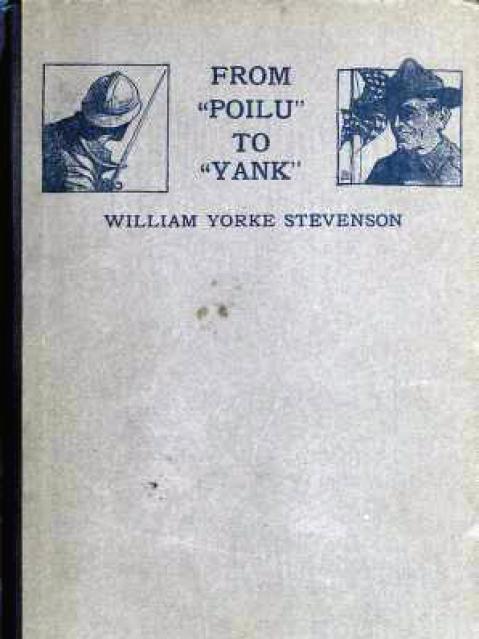 FROM
"POILU"
TO
"YANK"
WILLIAM YORKE STEVENSON